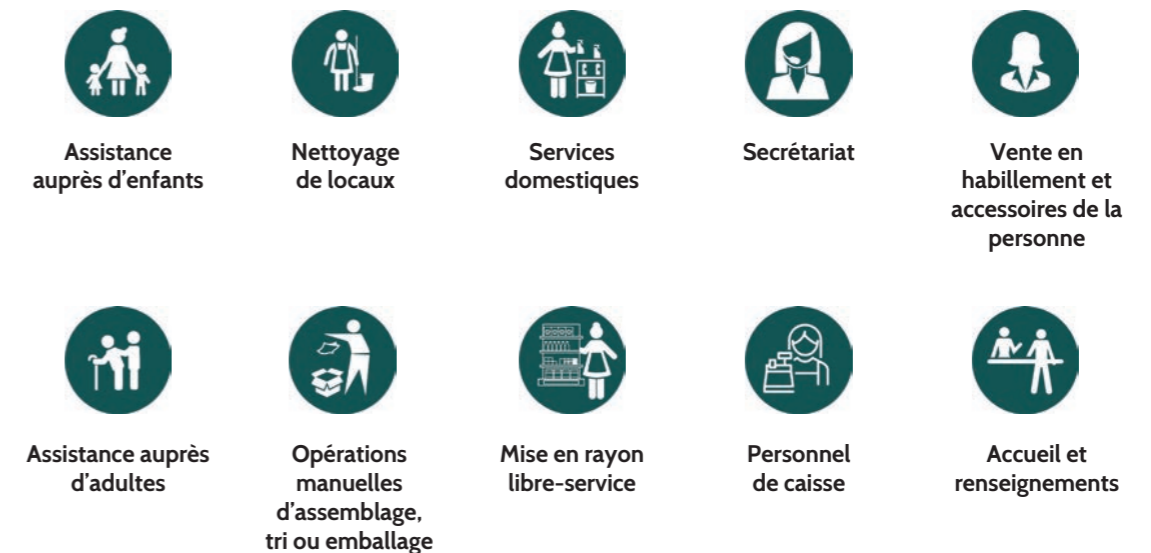 Assistance
auprès d'enfants
Nettoyage
de locaux
Services
domestiques
Secrétariat
Vente en
habillement et
accessoires de la
personne
Assistance auprès
d'adultes
Opérations
manuelles
d'assemblage,
tri ou emballage
Mise en rayon
libre-service
Personnel
de caisse
Accueil et
renseignements